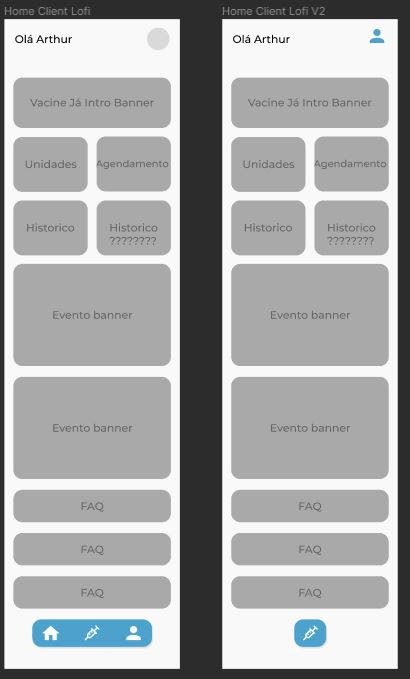 Home Client Lofi
Olá Arthur
Vacine Já Intro Banner
Unidades
Agendamento
Historico
Historico
????????
Evento banner
Evento banner
FAQ
FAQ
FAQ
Home Client Lofi V2
Olá Arthur
Vacine Já Intro Banner
Unidades
Agendamento
Historico
Historico
????????
Evento banner
Evento banner
FAQ
FAQ
FAQ